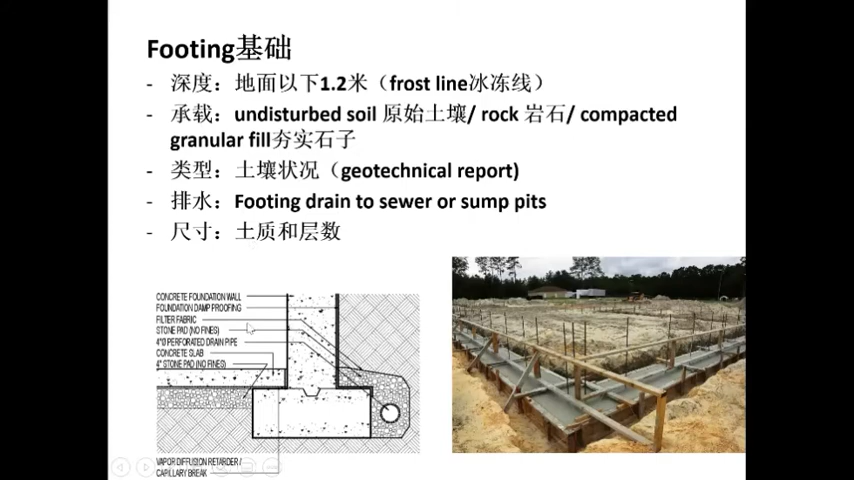 Footing基础
- 深度：地面以下1.2米（frost line冰冻线）
- 承载：undisturbed soil 原始土壤/ rock 岩石/ compacted
granular fill夯实石子
- 类型：土壤状况（geotechnical report)
- 排水：Footing drain to sewer or sump pits
- 尺寸：土质和层数
CONCRETE FOUNDATION WALL
FOUNDATION DAMP PROOFING
FILTER FABRIC
STONE PAD (NO FINES)
4"Ø PERFORATED DRAIN PIPE
CONCRETE SLAB
4" STONE PAD (NO FINES)
VAPOR DIFFUSION RETARDER /
CAPILLARY BREAK